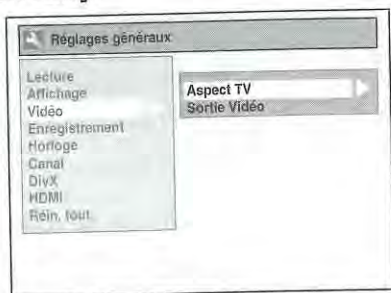 Réglages généraux
Lecture
Affichage
Vidéo
Enregistrement
Horloge
Canal
DivX
HDMI
Réin. tout
Aspect TV
Sortie Vidéo